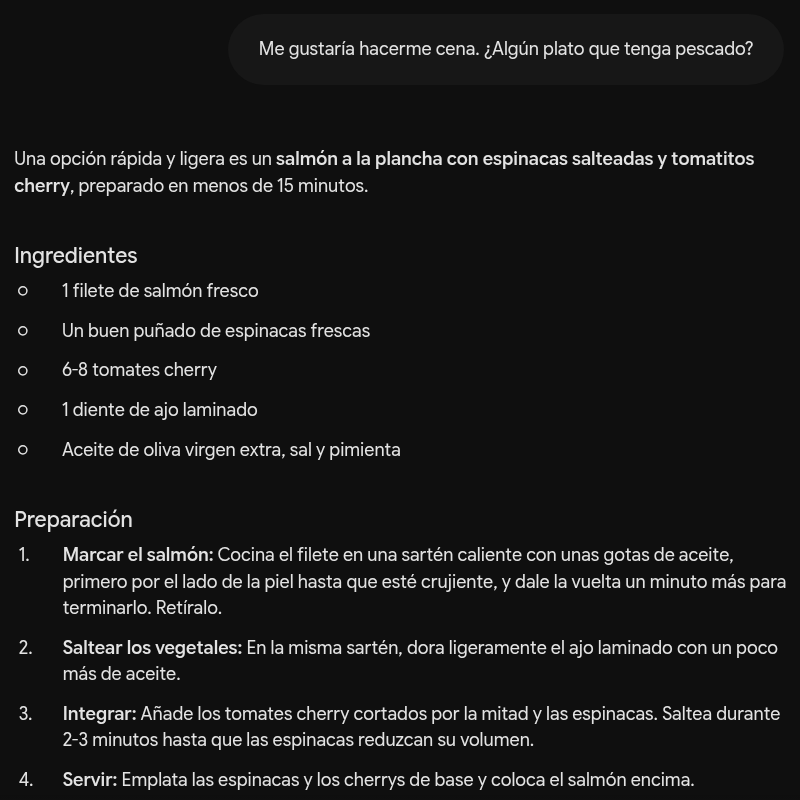 Me gustaría hacerme cena. ¿Algún plato que tenga pescado?
Una opción rápida y ligera es un salmón a la plancha con espinacas salteadas y tomatitos
cherry, preparado en menos de 15 minutos.
Ingredientes
1 filete de salmón fresco
Un buen puñado de espinacas frescas
6-8 tomates cherry
1 diente de ajo laminado
Aceite de oliva virgen extra, sal y pimienta
Preparación
1. Marcar el salmón: Cocina el filete en una sartén caliente con unas gotas de aceite,
primero por el lado de la piel hasta que esté crujiente, y dale la vuelta un minuto más para
terminarlo. Retíralo.
2. Saltear los vegetales: En la misma sartén, dora ligeramente el ajo laminado con un poco
más de aceite.
3. Integrar: Añade los tomates cherry cortados por la mitad y las espinacas. Saltea durante
2-3 minutos hasta que las espinacas reduzcan su volumen.
4. Servir: Emplata las espinacas y los cherrys de base y coloca el salmón encima.